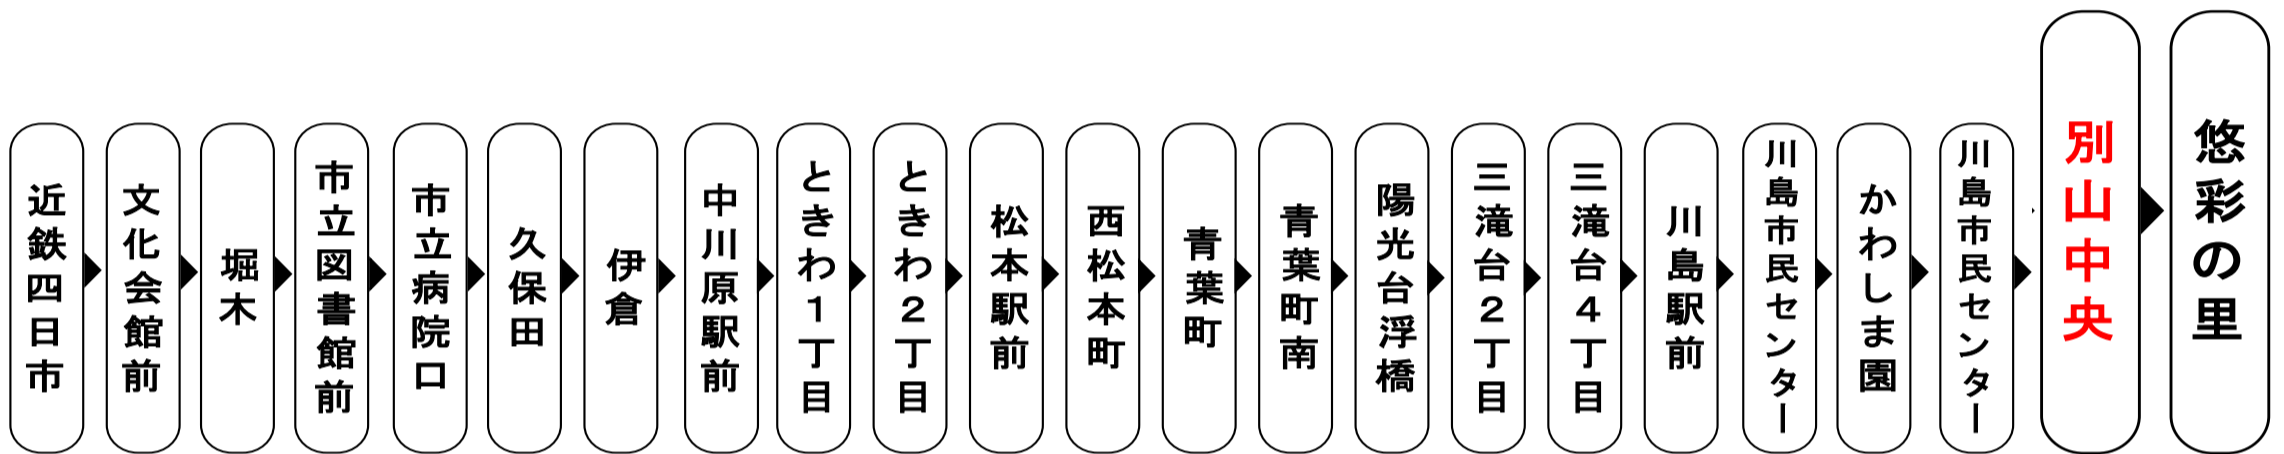 近鉄四日市
文化会館前
堀木
市立図書館前
市立病院口
久保田
伊倉
中川原駅前
ときわ１丁目
ときわ２丁目
松本駅前
西松本町
青葉町
青葉町南
陽光台浮橋
三滝台２丁目
三滝台４丁目
川島駅前
川島市民センター
かわしま園
川島市民センター
別山中央
悠彩の里